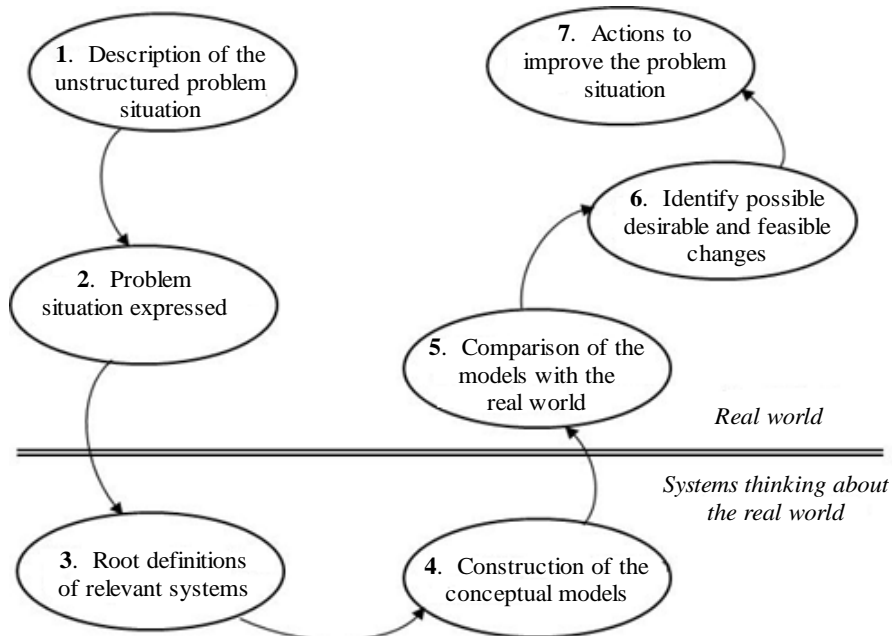 1. Description of the
unstructured problem
situation
2. Problem
situation expressed
3. Root definitions
of relevant systems
4. Construction of the
conceptual models
5. Comparison of the
models with the
real world
6. Identify possible
desirable and feasible
changes
7. Actions to
improve the problem
situation
Real world
Systems thinking about
the real world